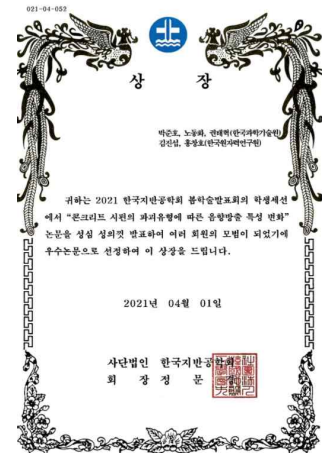 021-04-052
상 장
박준호, 노동화, 권태혁(한국과학기술원)
김진섭, 홍창호(한국원자력연구원)
귀하는 2021 한국지반공학회 봄학술발표회의 학생세션
에서 "콘크리트 시편의 파괴유형에 따른 음향방출 특성 변화"
논문을 성심 성의껏 발표하여 여러 회원의 모범이 되었기에
우수논문으로 선정하여 이 상장을 드립니다.
2021년 04월 01일
사단법인 한국지반공학회
회 장 정 문